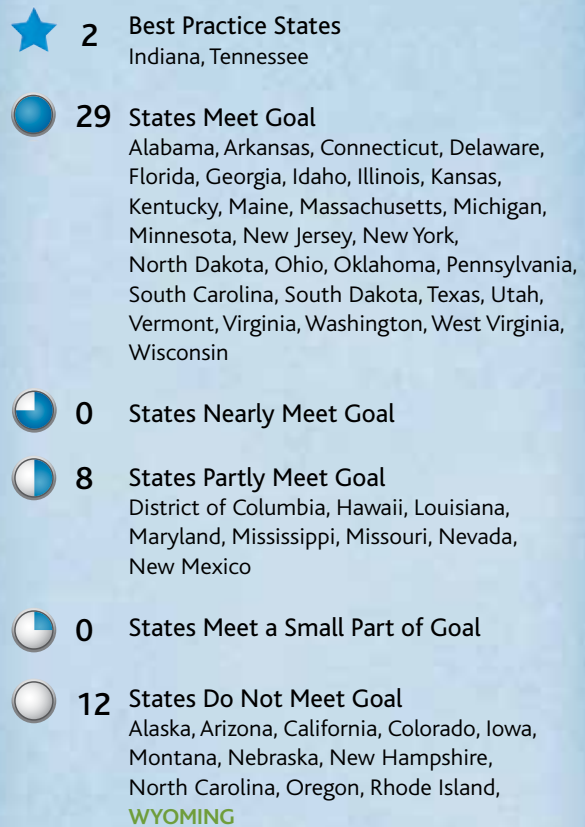 2 Best Practice States
Indiana, Tennessee
29 States Meet Goal
Alabama, Arkansas, Connecticut, Delaware,
Florida, Georgia, Idaho, Illinois, Kansas,
Kentucky, Maine, Massachusetts, Michigan,
Minnesota, New Jersey, New York,
North Dakota, Ohio, Oklahoma, Pennsylvania,
South Carolina, South Dakota, Texas, Utah,
Vermont, Virginia, Washington, West Virginia,
Wisconsin
0 States Nearly Meet Goal
8 States Partly Meet Goal
District of Columbia, Hawaii, Louisiana,
Maryland, Mississippi, Missouri, Nevada,
New Mexico
0 States Meet a Small Part of Goal
12 States Do Not Meet Goal
Alaska, Arizona, California, Colorado, Iowa,
Montana, Nebraska, New Hampshire,
North Carolina, Oregon, Rhode Island,
WYOMING